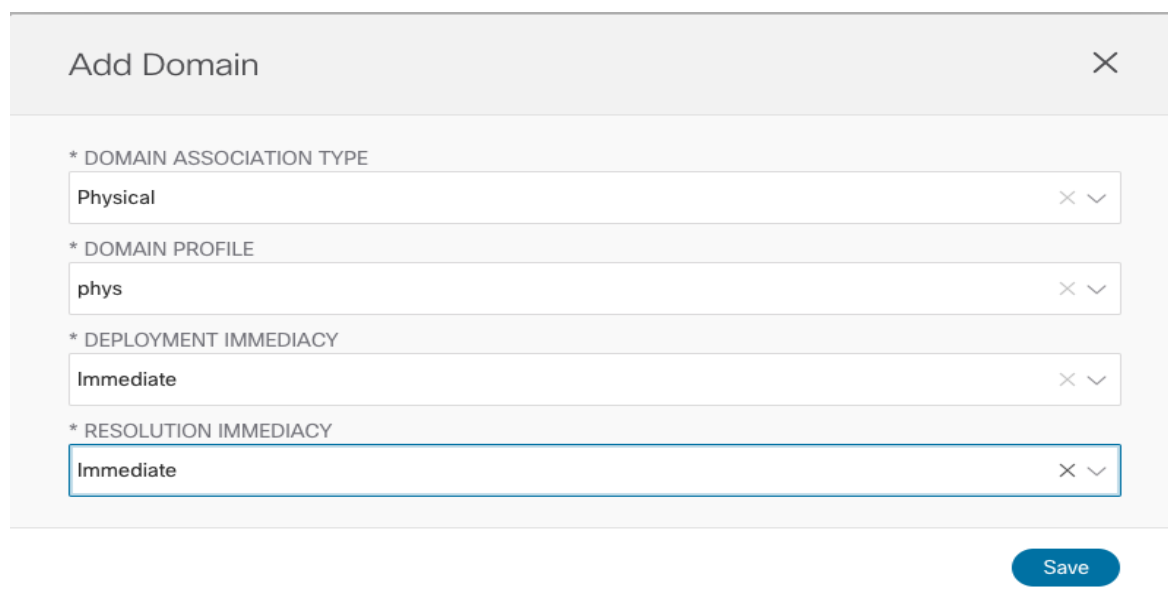 Add Domain
* DOMAIN ASSOCIATION TYPE
Physical
* DOMAIN PROFILE
phys
* DEPLOYMENT IMMEDIACY
Immediate
* RESOLUTION IMMEDIACY
Immediate
Save